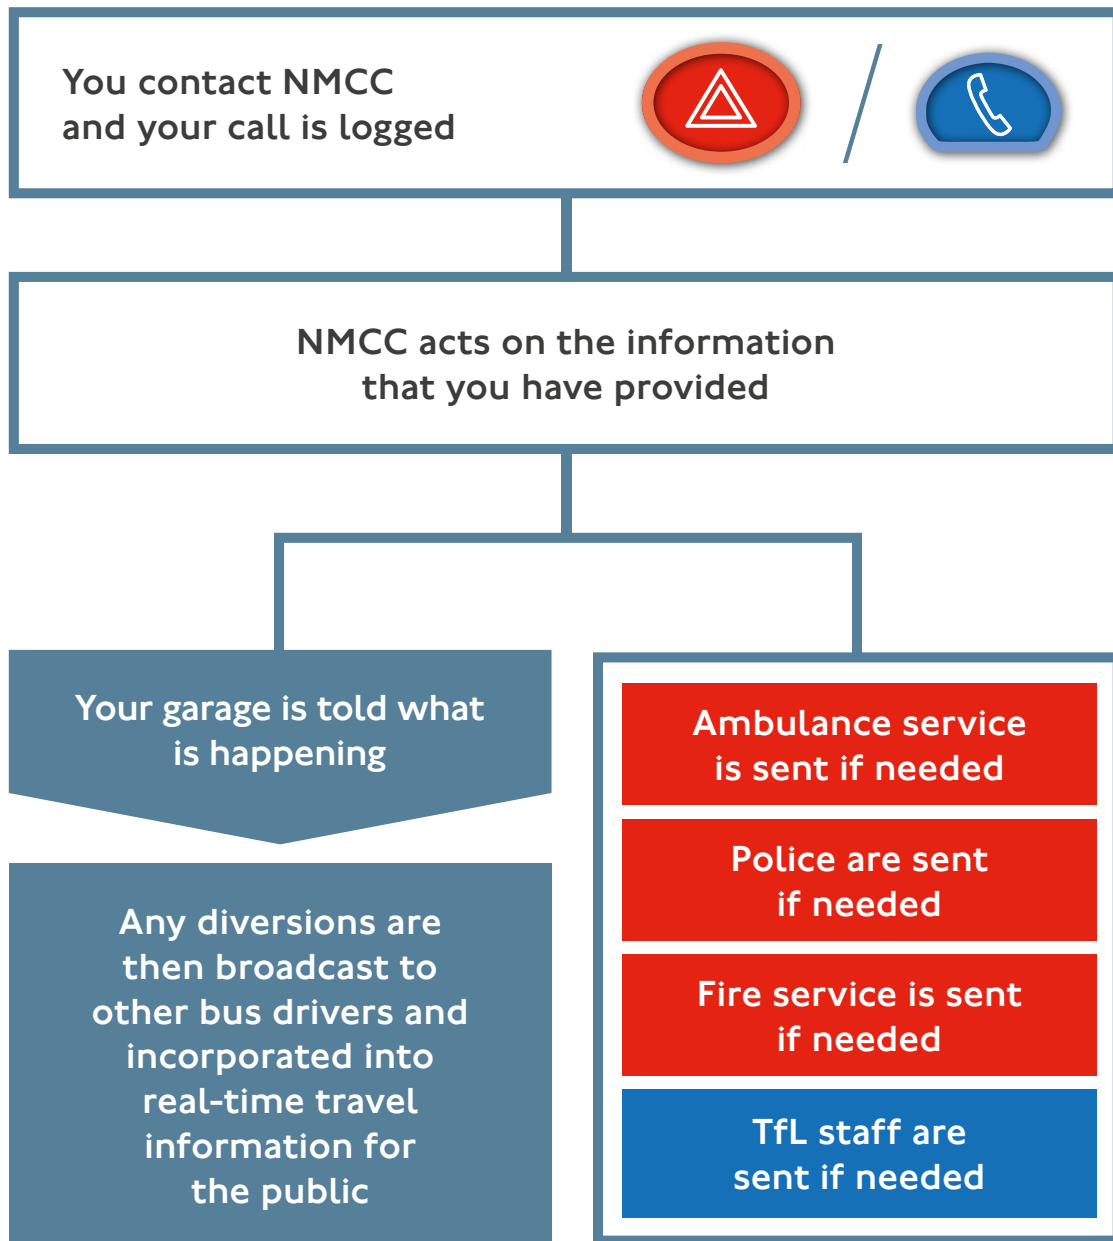 You contact NMCC
and your call is logged
NMCC acts on the information
that you have provided
Your garage is told what
is happening
Any diversions are
then broadcast to
other bus drivers and
incorporated into
real-time travel
information for
the public
Ambulance service
is sent if needed
Police are sent
if needed
Fire service is sent
if needed
TfL staff are
sent if needed